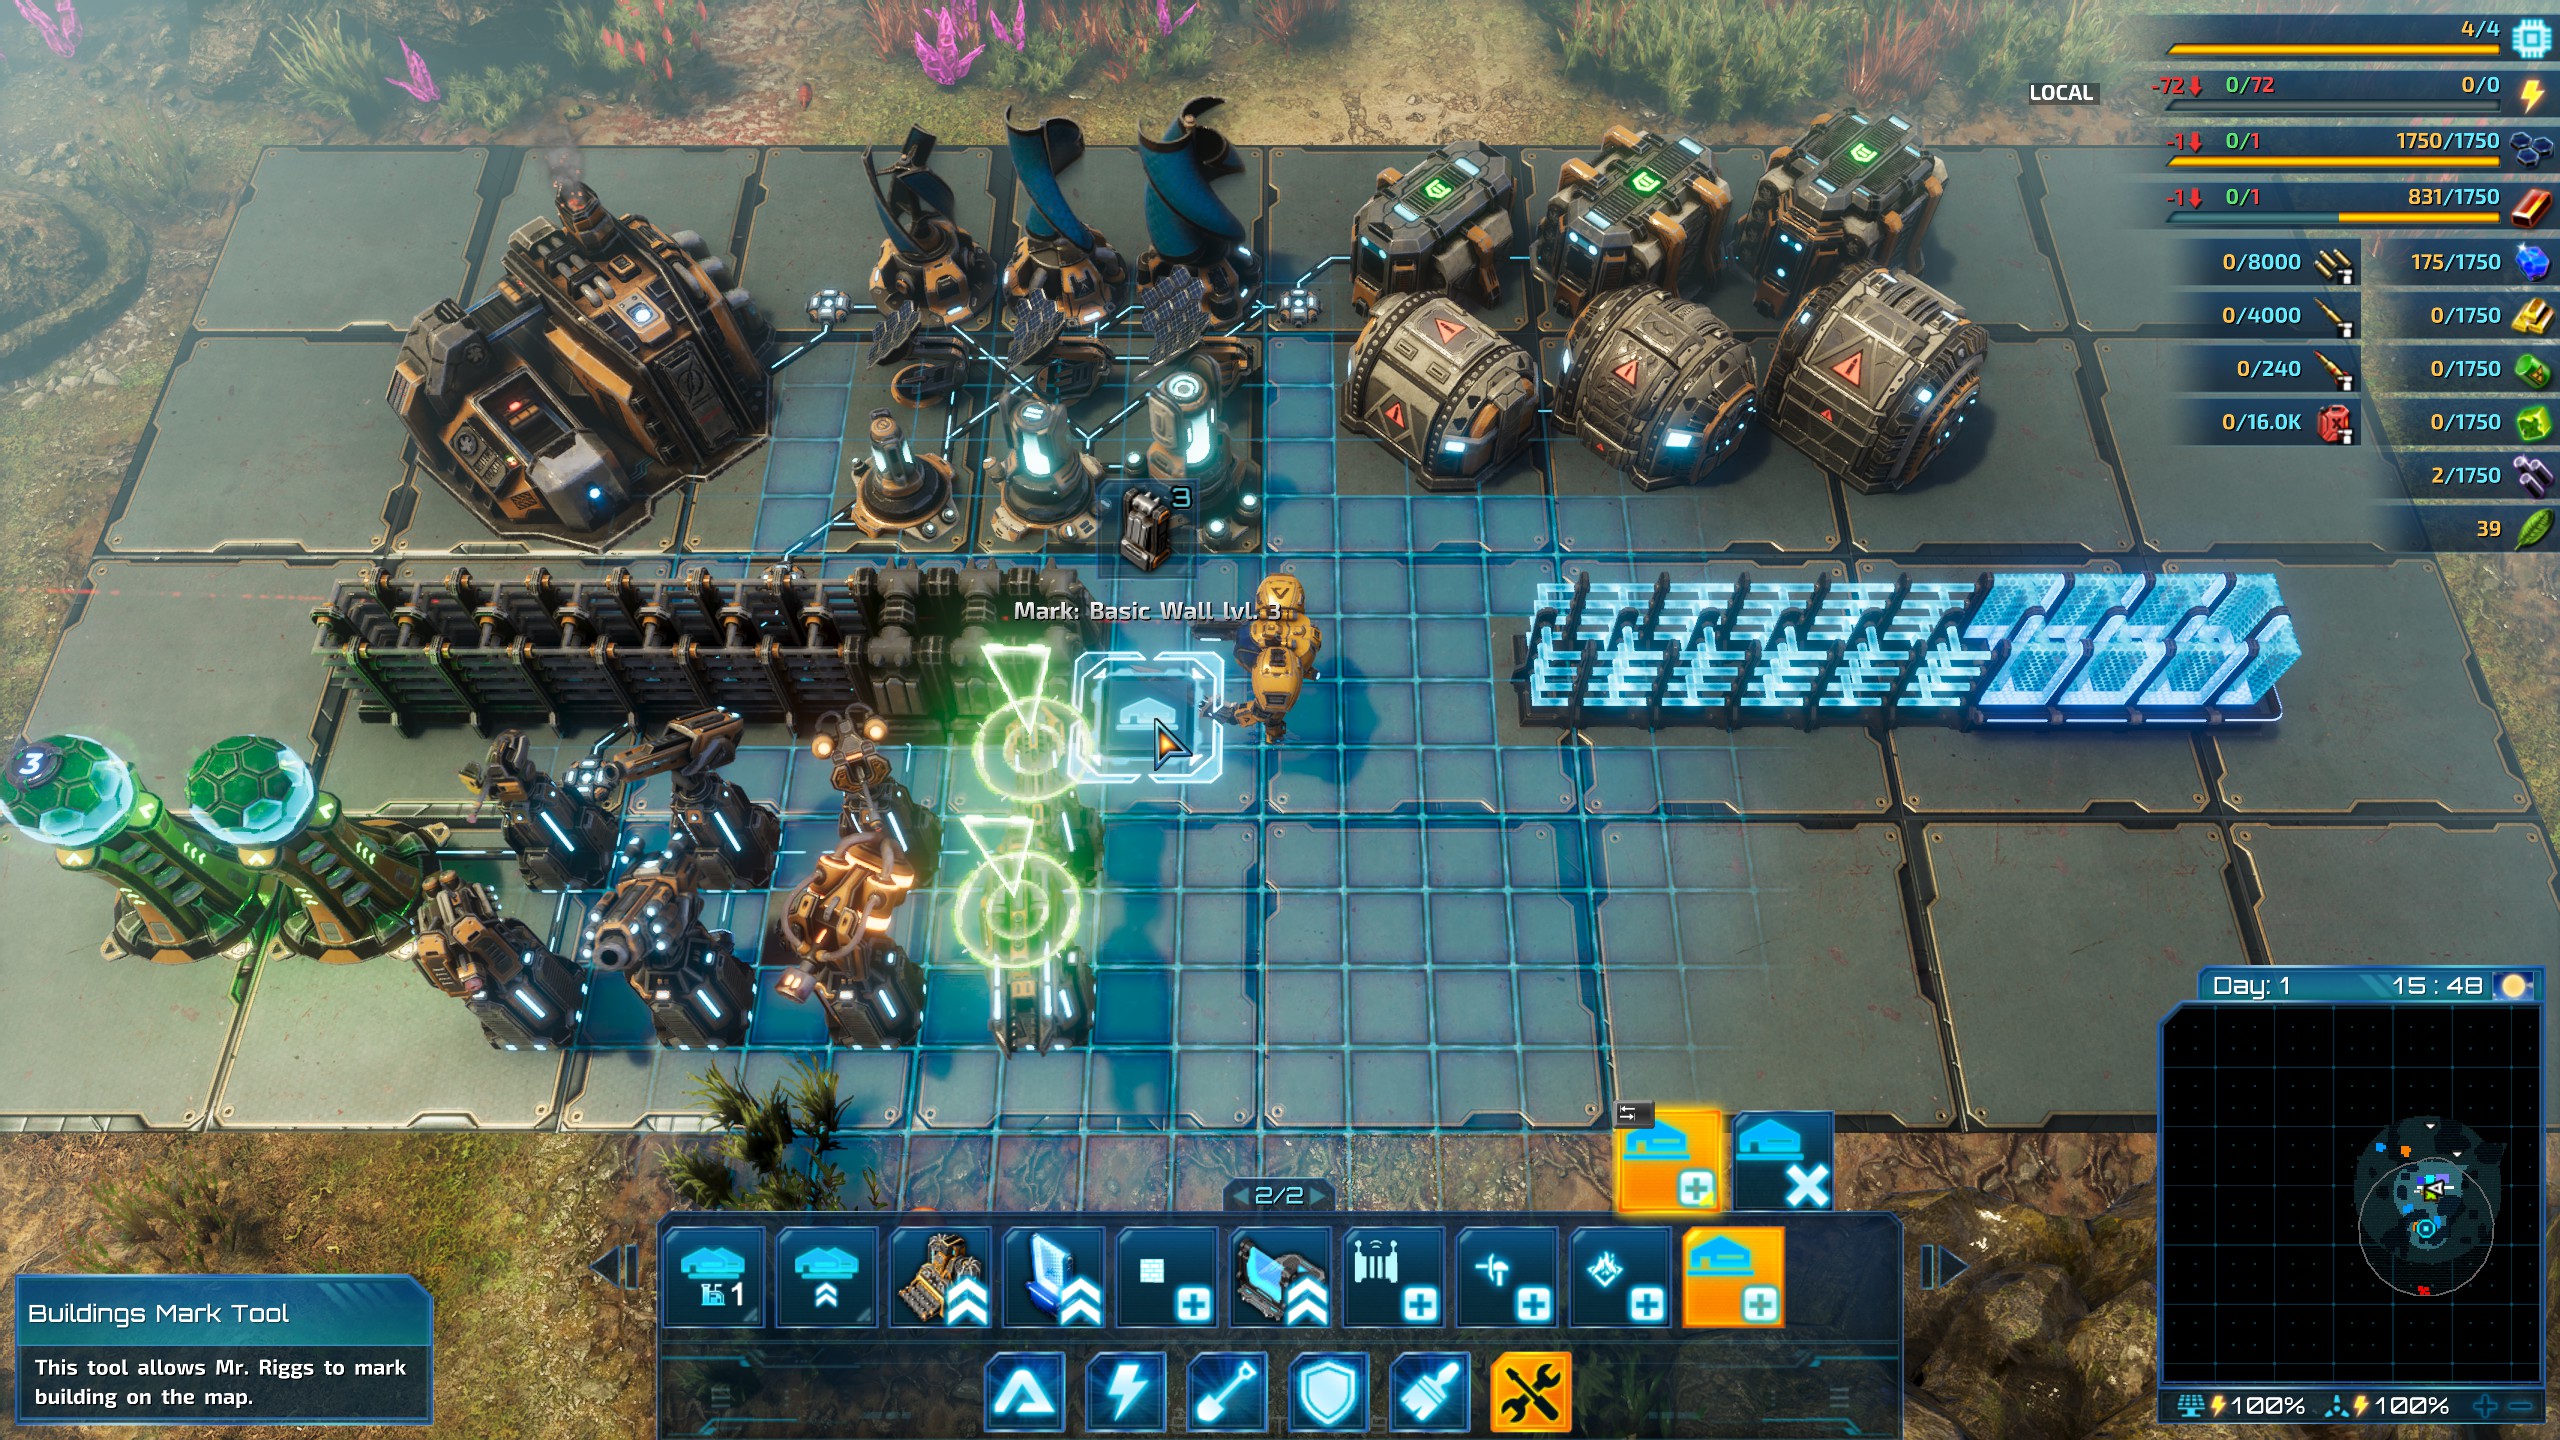 4/4
LOCAL
-72 0/72 0/0
-1 0/1 1750/1750
-1 0/1 831/1750
0/8000 175/1750
0/4000 0/1750
0/240 0/1750
0/16.0K 0/1750
2/1750
39
3
Mark: Basic Wall lvl. 3
3
Day: 1 15:48
2/2
1
Buildings Mark Tool
This tool allows Mr. Riggs to mark
building on the map.
100% 100%